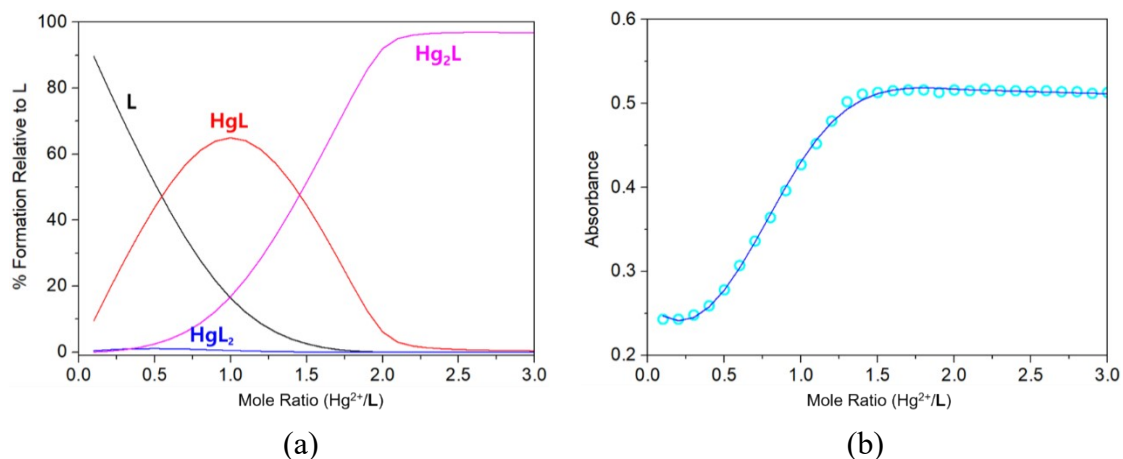 100
80
60
40
20
0
% Formation Relative to L
L
HgL
Hg₂L
HgL₂
0.0 0.5 1.0 1.5 2.0 2.5 3.0
Mole Ratio (Hg²⁺/L)
(a)
0.6
0.5
0.4
0.3
0.2
Absorbance
0.0 0.5 1.0 1.5 2.0 2.5 3.0
Mole Ratio (Hg²⁺/L)
(b)